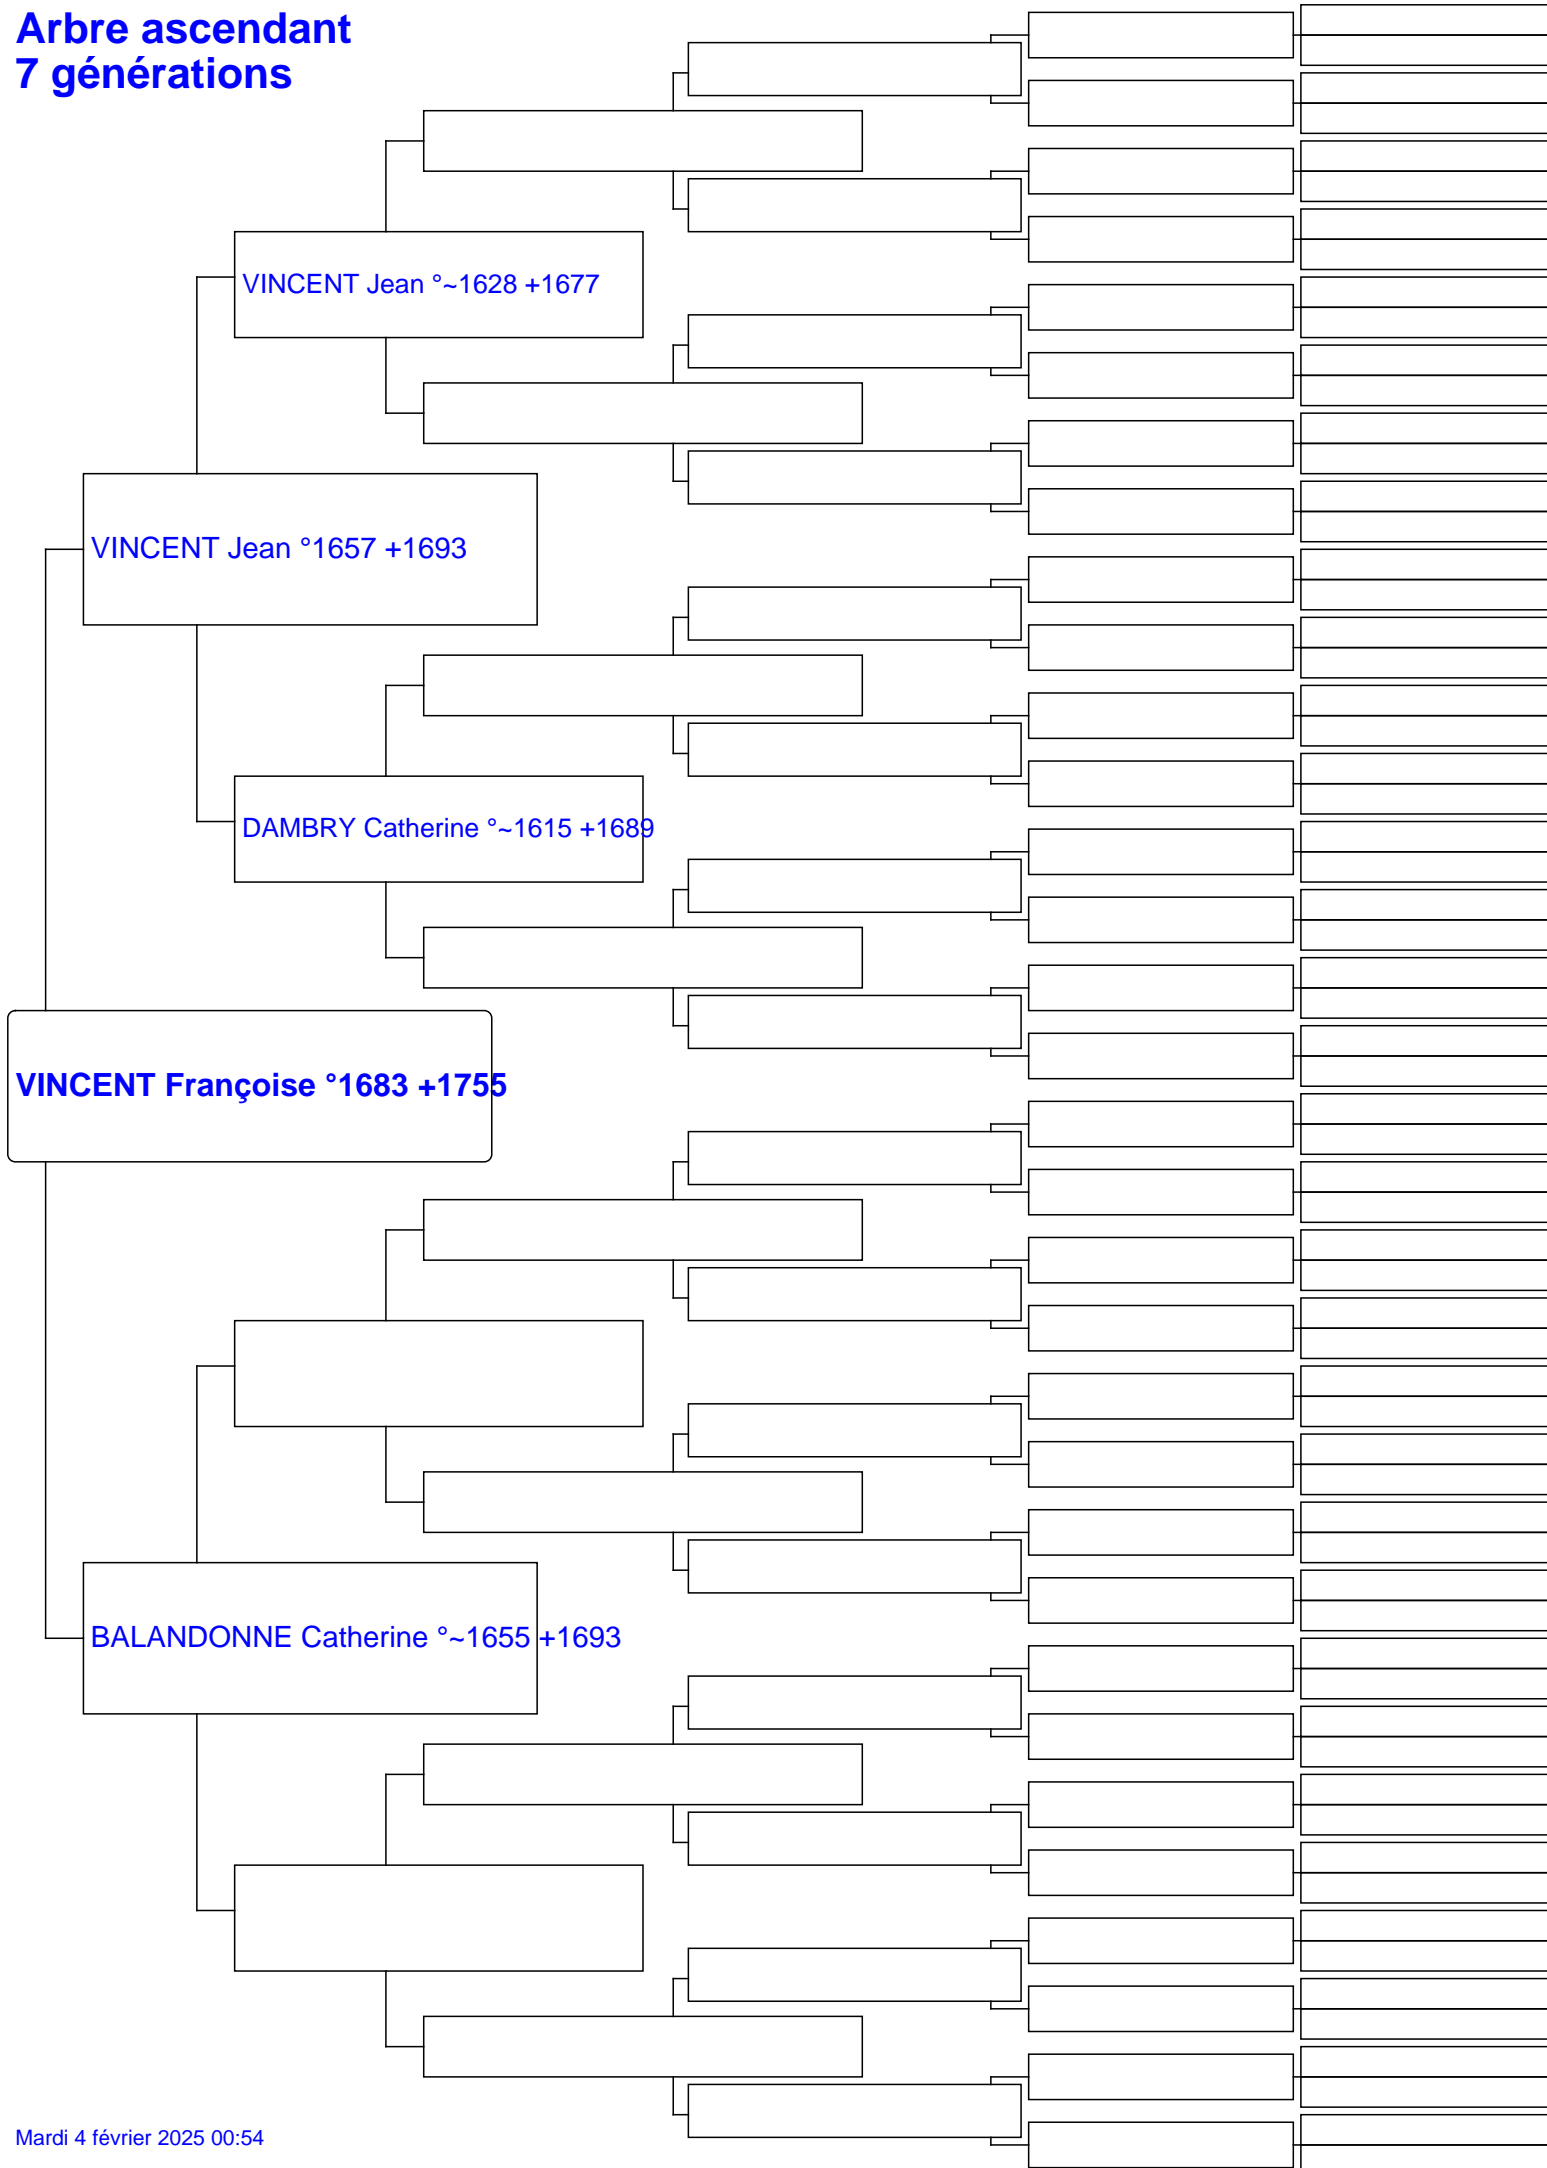 Arbre ascendant
7 générations
VINCENT Jean °~1628 +1677
VINCENT Jean °1657 +1693
DAMBRY Catherine °~1615 +1689
VINCENT Françoise °1683 +1755
BALANDONNE Catherine °~1655 +1693
Mardi 4 février 2025 00:54